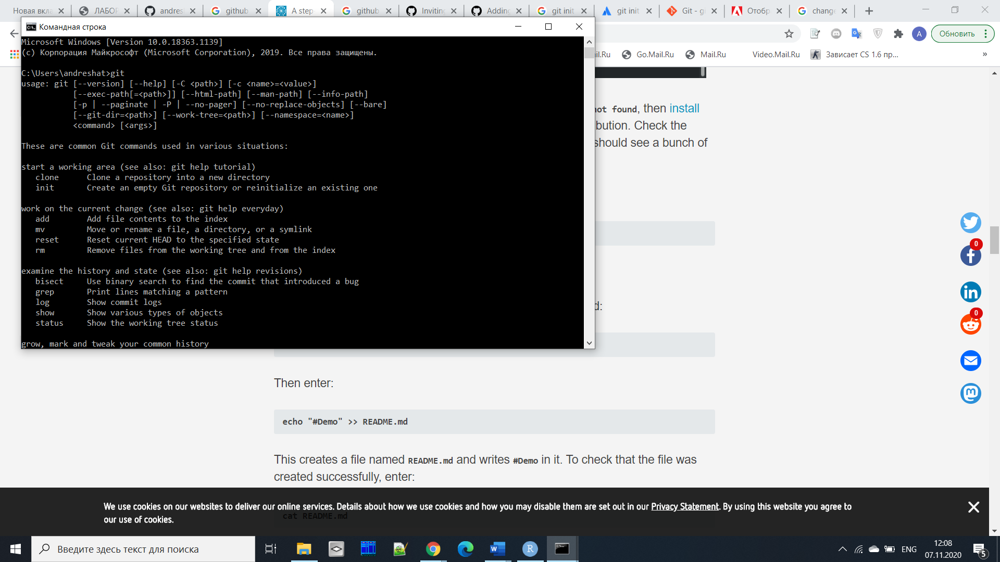 Новая вкла
ЛАБОР
andres
github
A step
github
Inviting
Adding
git init
git init
Git - gi
Отобр
change
Командная строка
Обновить
A
il.Ru
Go.Mail.Ru
Mail.Ru
Video.Mail.Ru
Зависает CS 1.6 пр...
»
Microsoft Windows [Version 10.0.18363.1139]
(c) Корпорация Майкрософт (Microsoft Corporation), 2019. Все права защищены.
C:\Users\andreshat>git
usage: git [--version] [--help] [-C <path>] [-c <name>=<value>]
[--exec-path[=<path>]] [--html-path] [--man-path] [--info-path]
[-p | --paginate | -P | --no-pager] [--no-replace-objects] [--bare]
[--git-dir=<path>] [--work-tree=<path>] [--namespace=<name>]
<command> [<args>]
These are common Git commands used in various situations:
start a working area (see also: git help tutorial)
clone Clone a repository into a new directory
init Create an empty Git repository or reinitialize an existing one
work on the current change (see also: git help everyday)
add Add file contents to the index
mv Move or rename a file, a directory, or a symlink
reset Reset current HEAD to the specified state
rm Remove files from the working tree and from the index
examine the history and state (see also: git help revisions)
bisect Use binary search to find the commit that introduced a bug
grep Print lines matching a pattern
log Show commit logs
show Show various types of objects
status Show the working tree status
grow, mark and tweak your common history
not found, then install
bution. Check the
should see a bunch of
d:
0
0
Then enter:
echo "#Demo" >> README.md
This creates a file named README.md and writes #Demo in it. To check that the file was
created successfully, enter:
We use cookies on our websites to deliver our online services. Details about how we use cookies and how you may disable them are set out in our Privacy Statement. By using this website you agree to
our use of cookies.
cat README.md
Введите здесь текст для поиска
ENG
12:08
07.11.2020
5